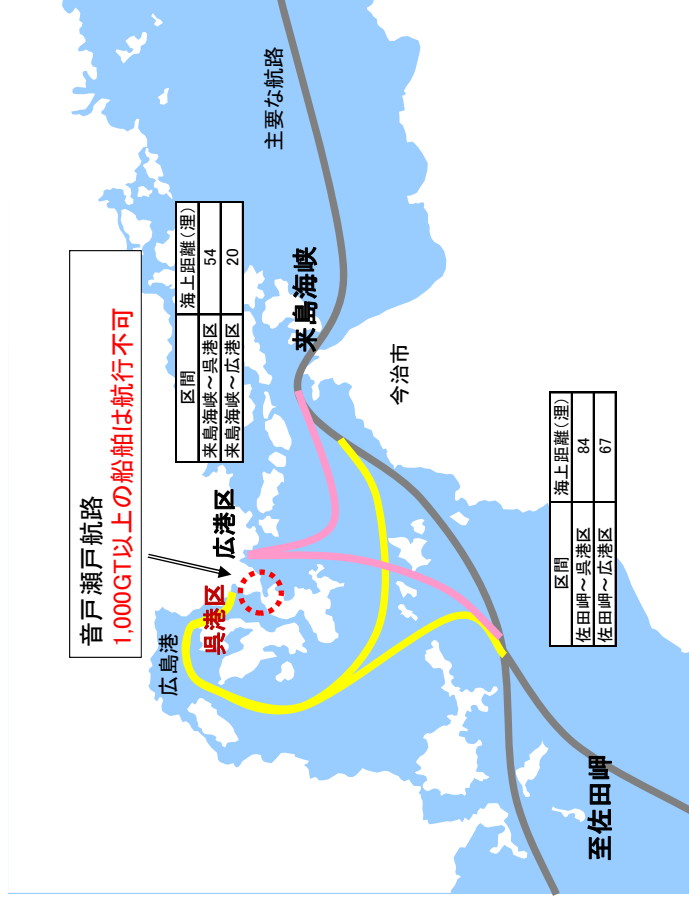 音戸瀬戸航路
1,000GT以上の船舶は航行不可
区間 海上距離(浬)
来島海峡～呉港区 54
来島海峡～広港区 20
主要な航路
広島港
呉港区
広港区
来島海峡
今治市
区間 海上距離(浬)
佐田岬～呉港区 84
佐田岬～広港区 67
至佐田岬